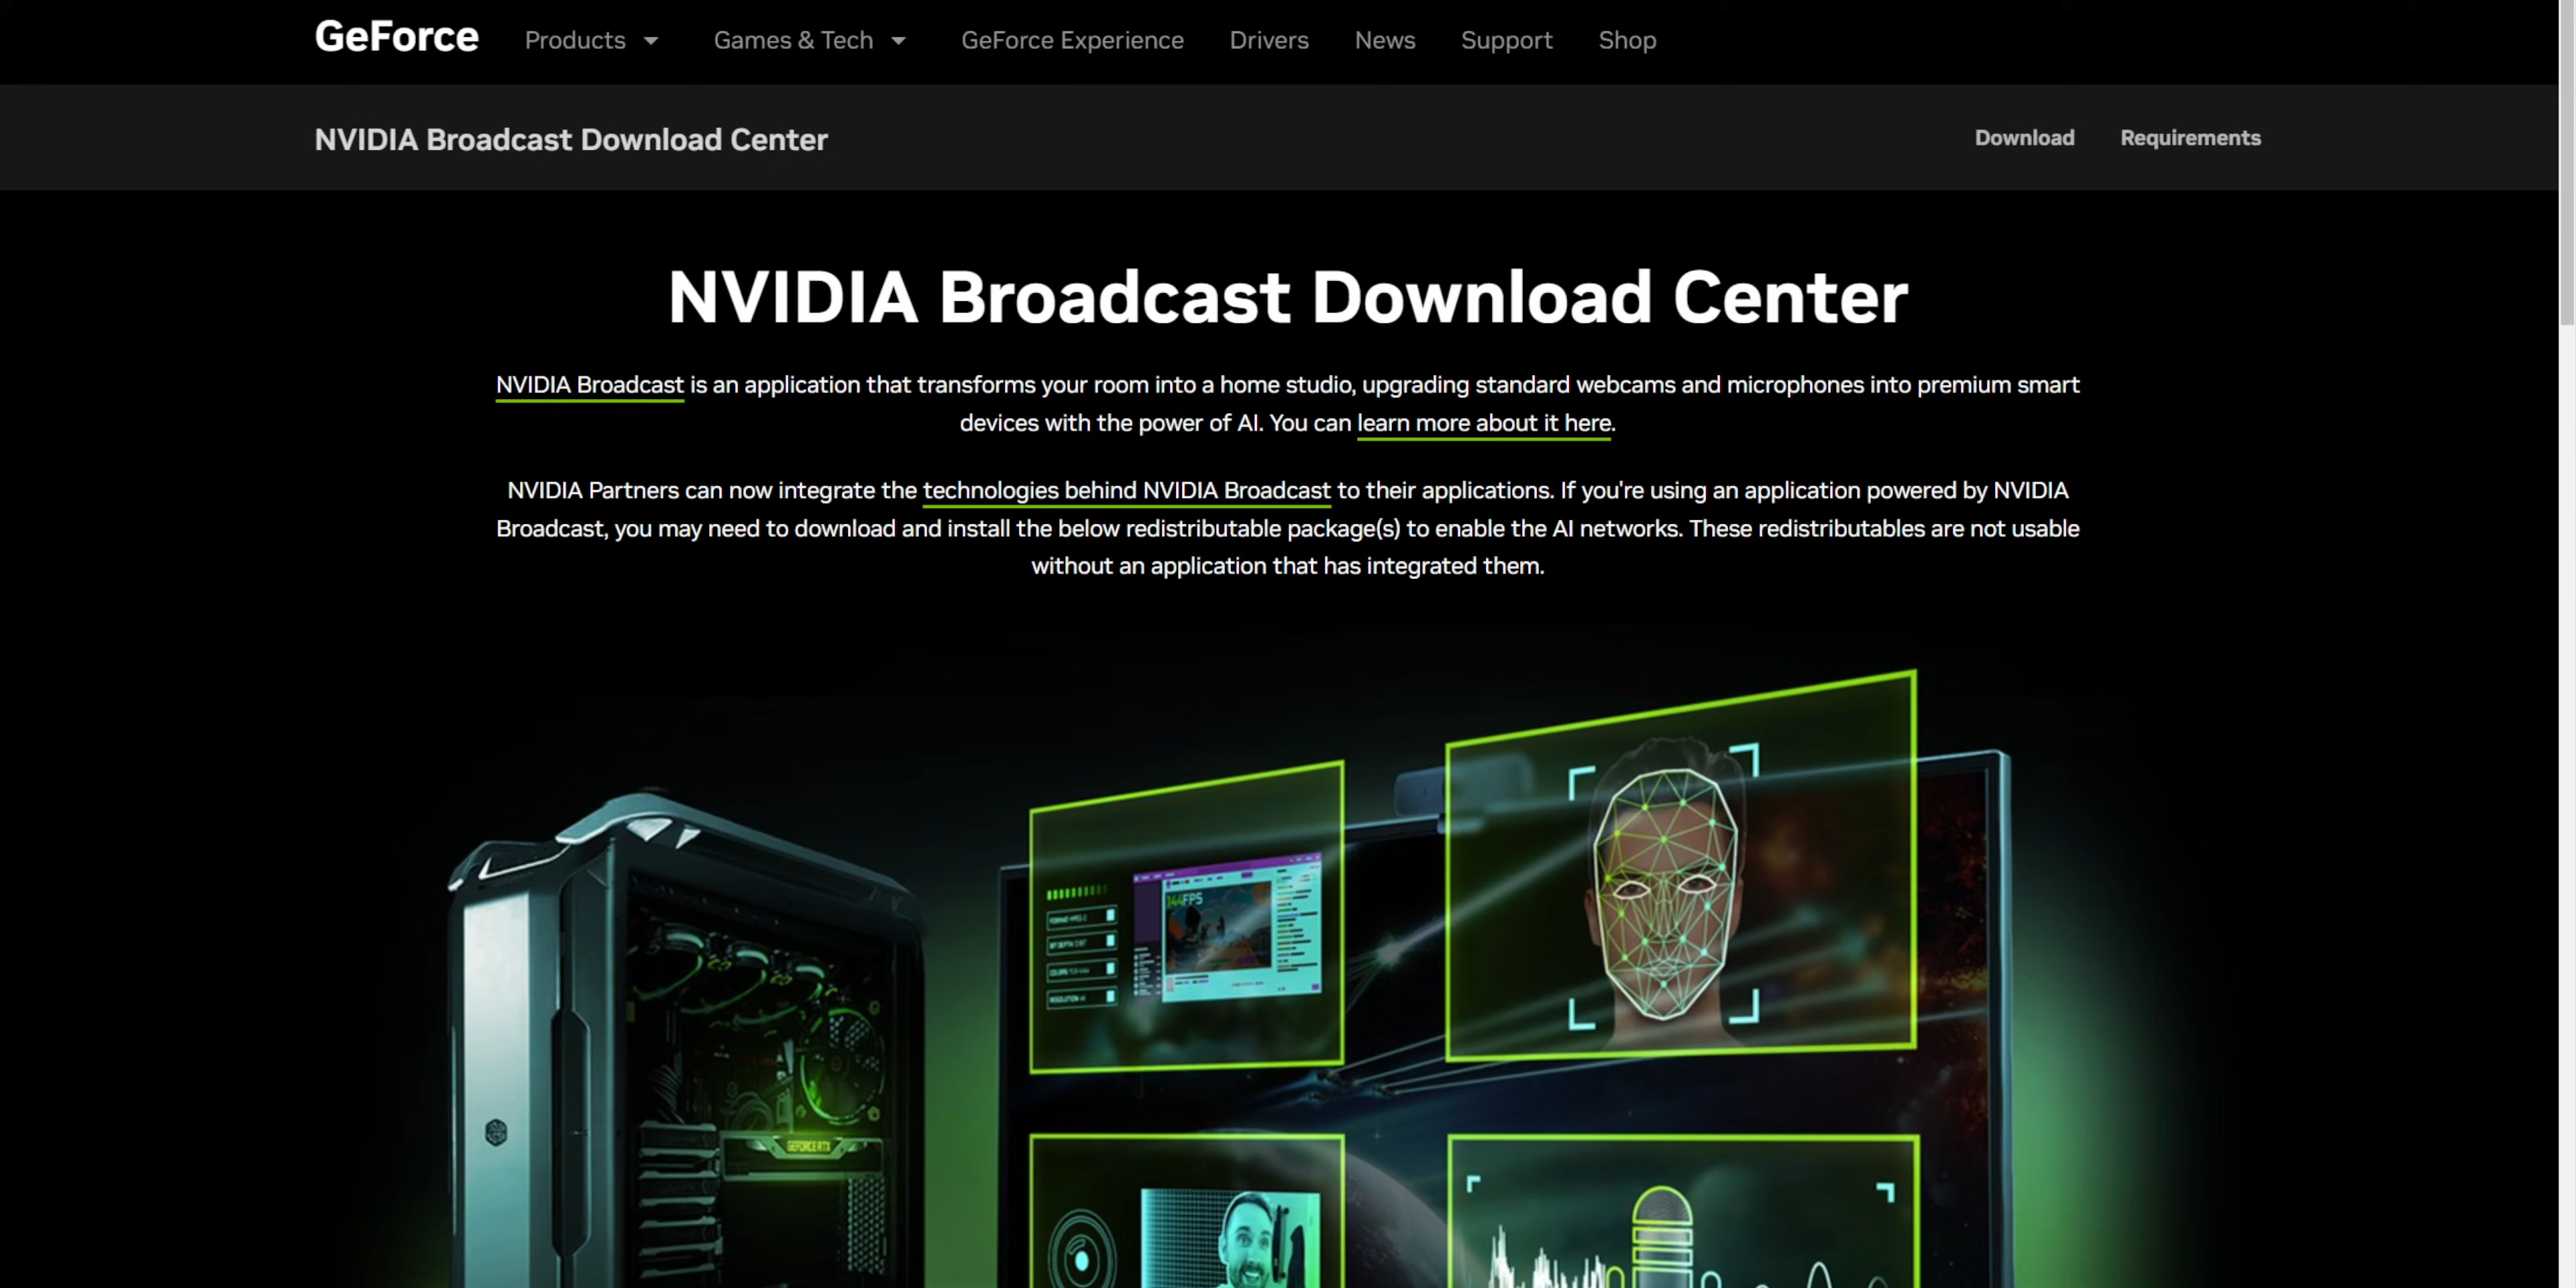 GeForce Products Games & Tech GeForce Experience Drivers News Support Shop
NVIDIA Broadcast Download Center Download Requirements
NVIDIA Broadcast Download Center
NVIDIA Broadcast is an application that transforms your room into a home studio, upgrading standard webcams and microphones into premium smart
devices with the power of AI. You can learn more about it here.
NVIDIA Partners can now integrate the technologies behind NVIDIA Broadcast to their applications. If you're using an application powered by NVIDIA
Broadcast, you may need to download and install the below redistributable package(s) to enable the AI networks. These redistributables are not usable
without an application that has integrated them.
144FPS
GEFORCE RTX